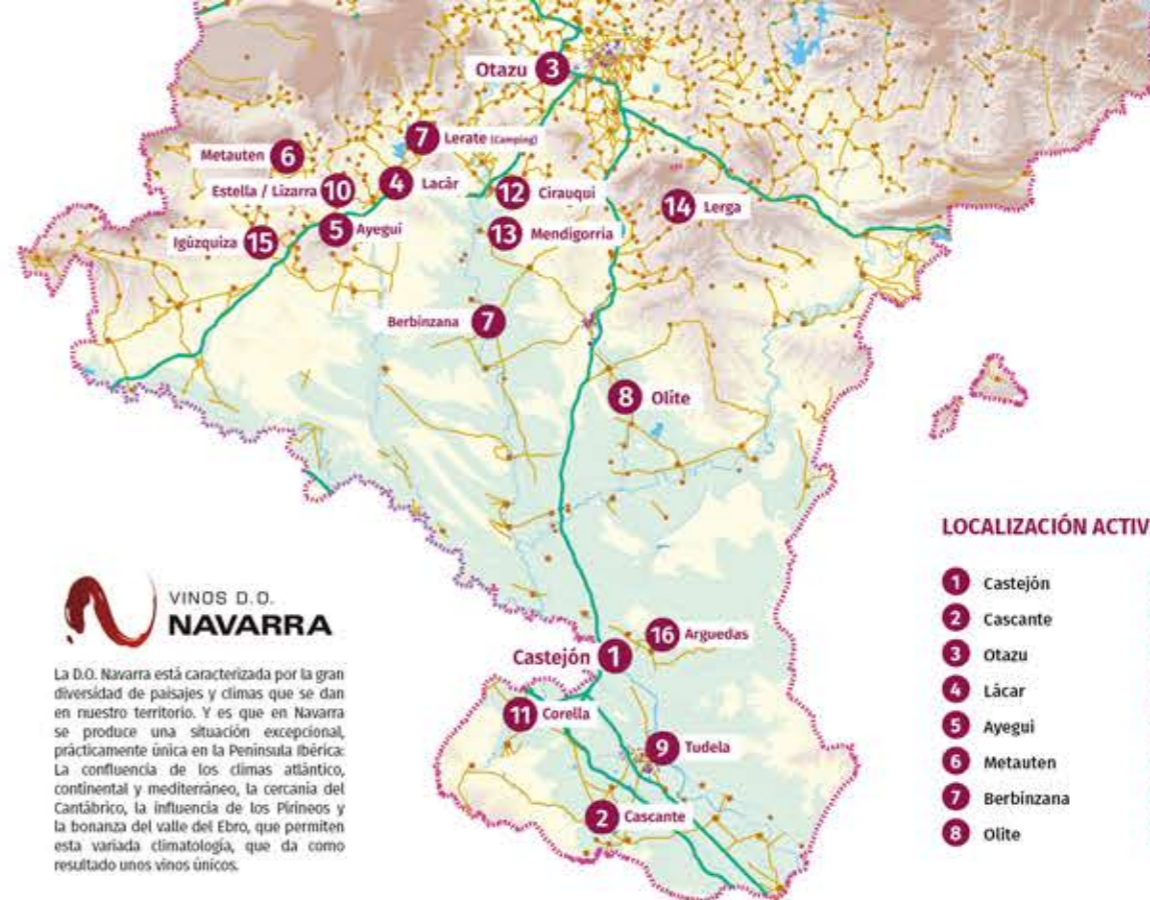 Otazu 3
7 Lerate (Camping)
Metauten 6
Estella / Lizarra 10
4 Lacár
12 Cirauqui
14 Lerga
5 Ayegui
Igúzquiza 15
13 Mendigorria
Berbinzana 7
8 Olite
LOCALIZACIÓN ACTIV
1 Castejón
2 Cascante
3 Otazu
4 Lácar
5 Ayegui
6 Metauten
7 Berbinzana
8 Olite
16 Arguedas
Castejón 1
11 Corella
9 Tudela
2 Cascante
VINOS D.O.
NAVARRA
La D.O. Navarra está caracterizada por la gran
diversidad de paisajes y climas que se dan
en nuestro territorio. Y es que en Navarra
se produce una situación excepcional,
prácticamente única en la Península Ibérica:
La confluencia de los climas atlántico,
continental y mediterráneo, la cercanía del
Cantábrico, la influencia de los Pirineos y
la bonanza del valle del Ebro, que permiten
esta variada climatología, que da como
resultado unos vinos únicos.